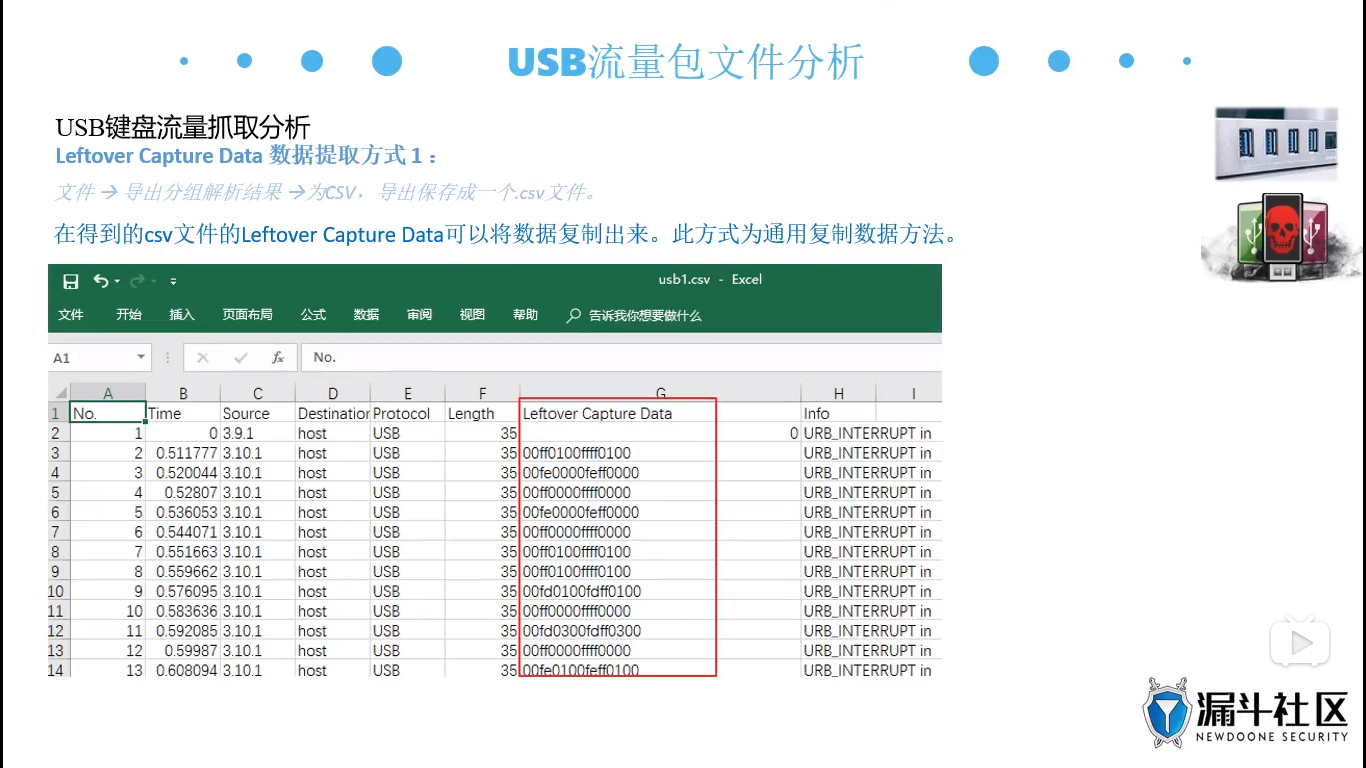 USB流量包文件分析
USB键盘流量抓取分析
Leftover Capture Data 数据提取方式 1 ：
文件 → 导出分组解析结果 →为CSV，导出保存成一个.csv文件。
在得到的csv文件的Leftover Capture Data可以将数据复制出来。此方式为通用复制数据方法。
usb1.csv - Excel
文件 开始 插入 页面布局 公式 数据 审阅 视图 帮助 告诉我你想要做什么
A1 fx No.
A B C D E F G H I
1 No. Time Source Destination Protocol Length Leftover Capture Data Info
2 1 0 3.9.1 host USB 35 0 URB_INTERRUPT in
3 2 0.511777 3.10.1 host USB 35 00ff0100ffff0100 URB_INTERRUPT in
4 3 0.520044 3.10.1 host USB 35 00fe0000feff0000 URB_INTERRUPT in
5 4 0.52807 3.10.1 host USB 35 00ff0000ffff0000 URB_INTERRUPT in
6 5 0.536053 3.10.1 host USB 35 00fe0000feff0000 URB_INTERRUPT in
7 6 0.544071 3.10.1 host USB 35 00ff0000ffff0000 URB_INTERRUPT in
8 7 0.551663 3.10.1 host USB 35 00ff0100ffff0100 URB_INTERRUPT in
9 8 0.559662 3.10.1 host USB 35 00ff0100ffff0100 URB_INTERRUPT in
10 9 0.576095 3.10.1 host USB 35 00fd0100fdff0100 URB_INTERRUPT in
11 10 0.583636 3.10.1 host USB 35 00ff0000ffff0000 URB_INTERRUPT in
12 11 0.592085 3.10.1 host USB 35 00fd0300fdff0300 URB_INTERRUPT in
13 12 0.59987 3.10.1 host USB 35 00ff0000ffff0000 URB_INTERRUPT in
14 13 0.608094 3.10.1 host USB 35 00fe0100feff0100 URB_INTERRUPT in
漏斗社区
NEWDOONE SECURITY